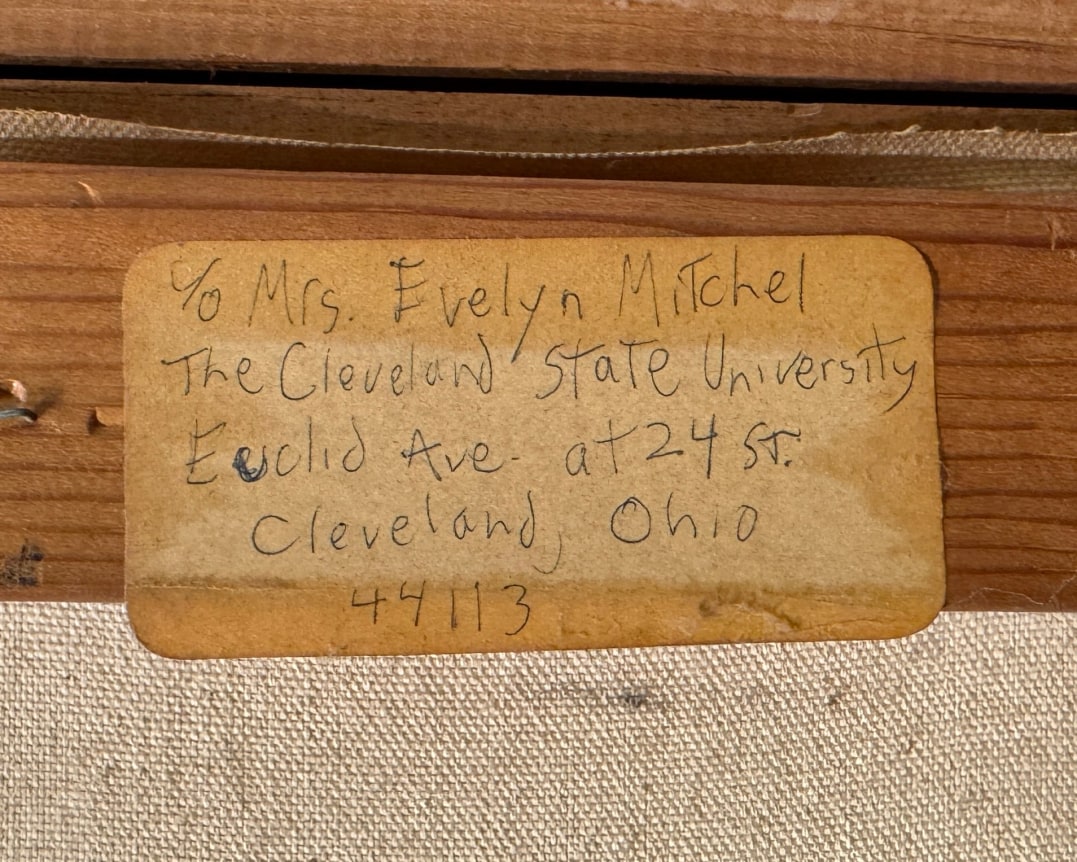 c/o Mrs. Evelyn Mitchel
The Cleveland State University
Euclid Ave. at 24 St.
Cleveland, Ohio
44113